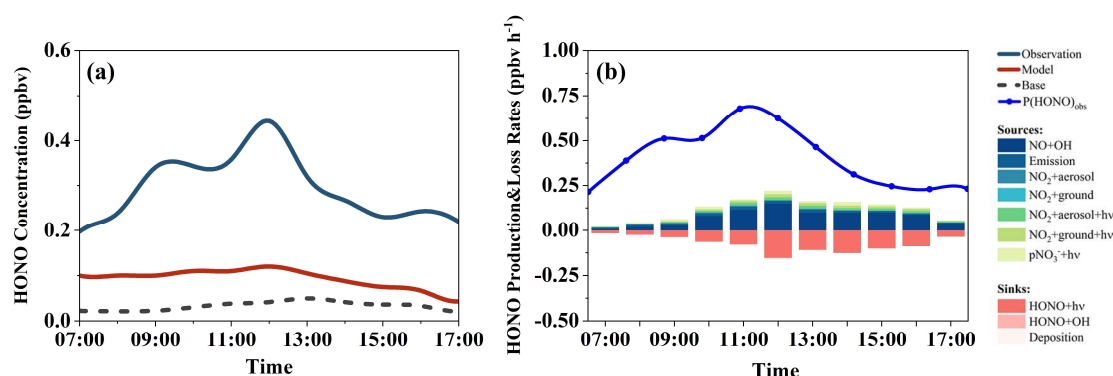 (a)
HONO Concentration (ppbv)
0.6
0.4
0.2
0.0
07:00 09:00 11:00 13:00 15:00 17:00
Time
(b)
HONO Production&Loss Rates (ppbv h⁻¹)
1.00
0.75
0.50
0.25
0.00
-0.25
-0.50
07:00 09:00 11:00 13:00 15:00 17:00
Time
Observation
Model
Base
P(HONO)obs
Sources:
NO+OH
Emission
NO₂+aerosol
NO₂+ground
NO₂+aerosol+hν
NO₂+ground+hν
pNO₃⁻+hν
Sinks:
HONO+hν
HONO+OH
Deposition